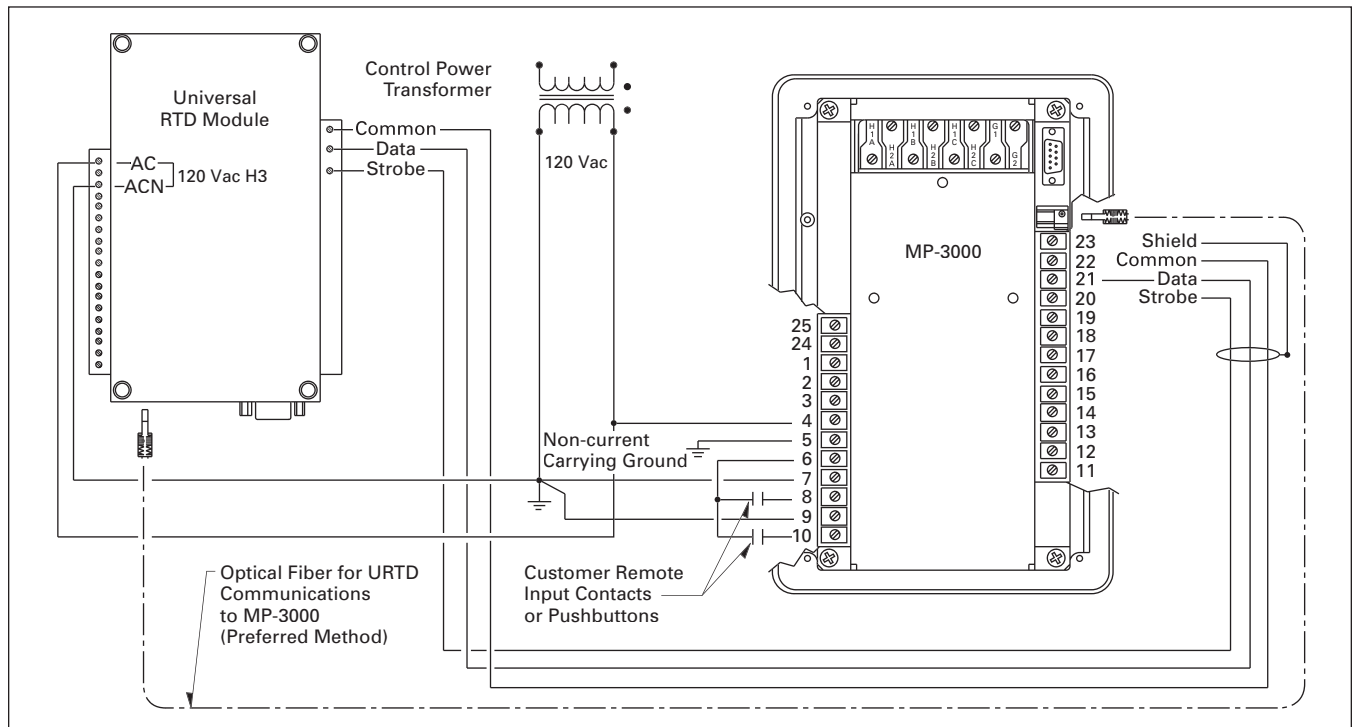 Universal
RTD Module
Common
Data
Strobe
AC
ACN
120 Vac H3
Control Power
Transformer
120 Vac
H1A
H2A
H1B
H2B
H1C
H2C
G1
G2
MP-3000
23
22
21
20
19
18
17
16
15
14
13
12
11
Shield
Common
Data
Strobe
25
24
1
2
3
4
5
6
7
8
9
10
Non-current
Carrying Ground
Optical Fiber for URTD
Communications
to MP-3000
(Preferred Method)
Customer Remote
Input Contacts
or Pushbuttons